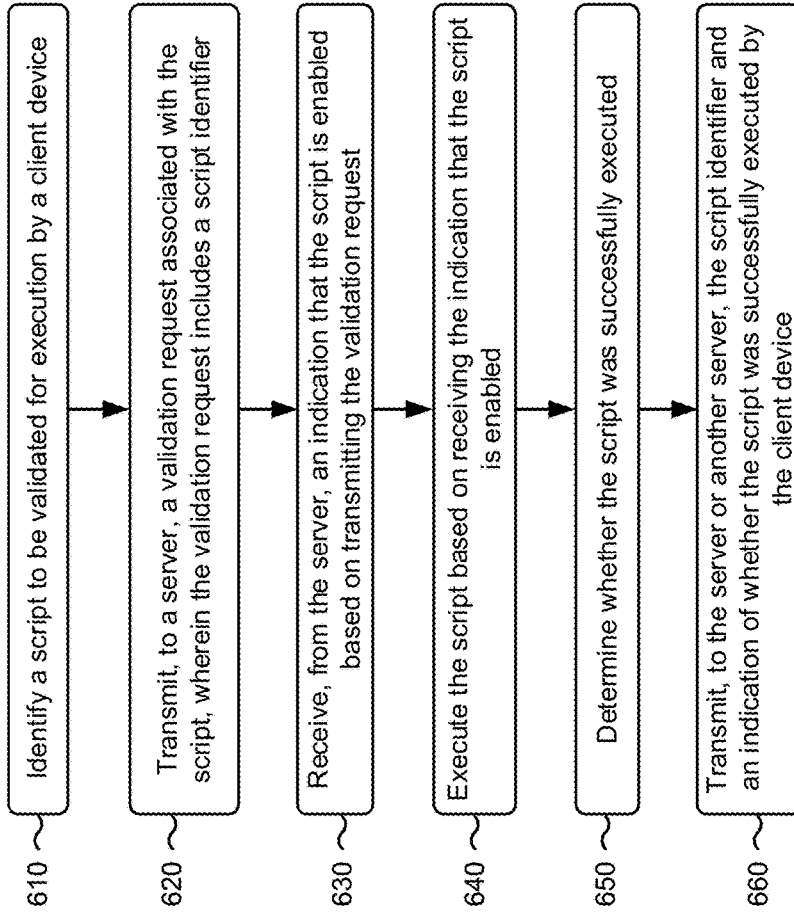 610
Identify a script to be validated for execution by a client device
620
Transmit, to a server, a validation request associated with the
script, wherein the validation request includes a script identifier
630
Receive, from the server, an indication that the script is enabled
based on transmitting the validation request
640
Execute the script based on receiving the indication that the script
is enabled
650
Determine whether the script was successfully executed
660
Transmit, to the server or another server, the script identifier and
an indication of whether the script was successfully executed by
the client device